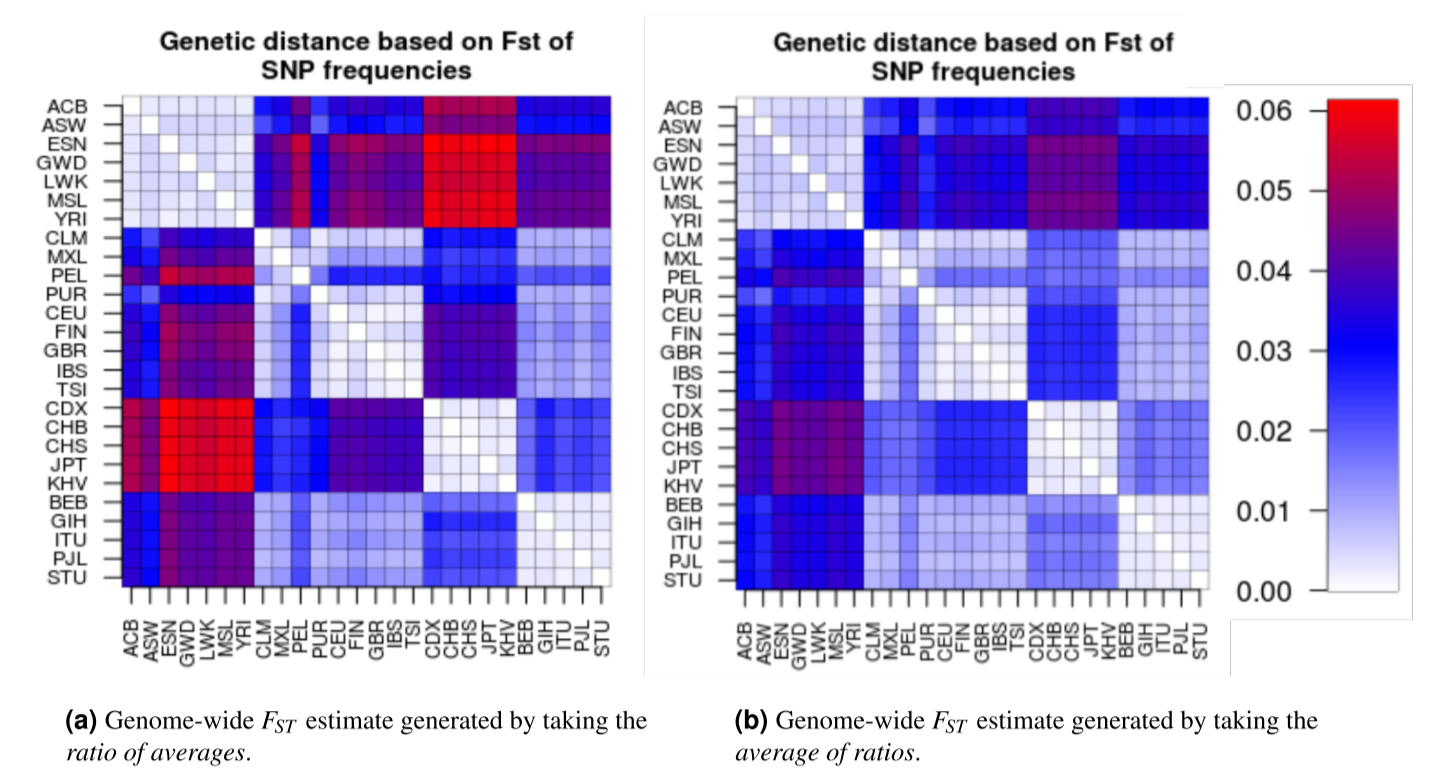 Genetic distance based on Fst of
SNP frequencies
ACB
ASW
ESN
GWD
LWK
MSL
YRI
CLM
MXL
PEL
PUR
CEU
FIN
GBR
IBS
TSI
CDX
CHB
CHS
JPT
KHV
BEB
GIH
ITU
PJL
STU
ACB ASW ESN GWD LWK MSL YRI CLM MXL PEL PUR CEU FIN GBR IBS TSI CDX CHB CHS JPT KHV BEB GIH ITU PJL STU
(a) Genome-wide FST estimate generated by taking the
ratio of averages.
Genetic distance based on Fst of
SNP frequencies
ACB
ASW
ESN
GWD
LWK
MSL
YRI
CLM
MXL
PEL
PUR
CEU
FIN
GBR
IBS
TSI
CDX
CHB
CHS
JPT
KHV
BEB
GIH
ITU
PJL
STU
ACB ASW ESN GWD LWK MSL YRI CLM MXL PEL PUR CEU FIN GBR IBS TSI CDX CHB CHS JPT KHV BEB GIH ITU PJL STU
0.06
0.05
0.04
0.03
0.02
0.01
0.00
(b) Genome-wide FST estimate generated by taking the
average of ratios.